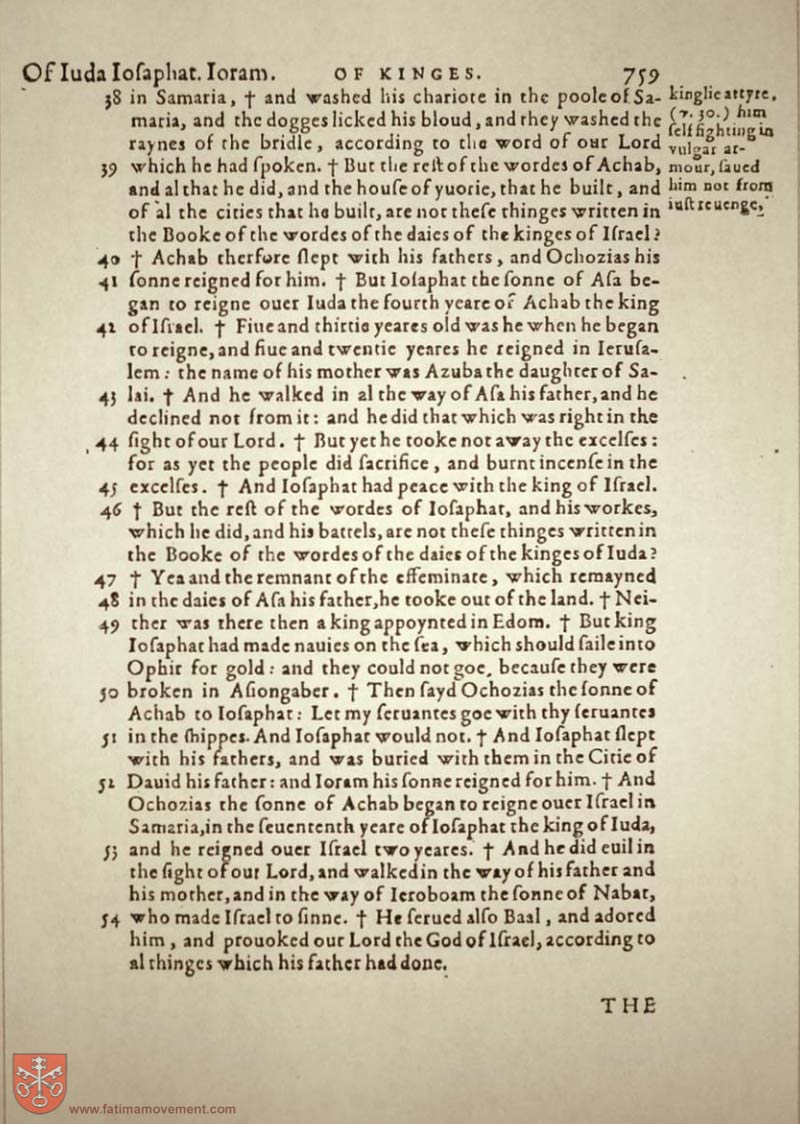 Of Iuda Iosaphat. Ioram. OF KINGES. 759
38 in Samaria, † and washed his chariote in the poole of Sa-
maria, and the dogges licked his bloud, and they washed the
raynes of the bridle, according to the word of our Lord
39 which he had ſpoken. † But the reſt of the wordes of Achab,
and al that he did, and the houſe of yuorie, that he built, and
of al the cities that he built, are not theſe thinges written in
the Booke of the wordes of the daies of the kinges of Iſrael?
40 † Achab therfore ſlept with his fathers, and Ochozias his
41 ſonne reigned for him. † But Ioſaphat the ſonne of Aſa be-
gan to reigne ouer Iuda the fourth yeare of Achab the king
42 of Iſrael. † Fiue and thirtie yeares old was he when he began
to reigne, and fiue and twentie yeares he reigned in Ieruſa-
lem: the name of his mother was Azuba the daughter of Sa-
43 lai. † And he walked in al the way of Aſa his father, and he
declined not from it: and he did that which was right in the
44 ſight of our Lord. † But yet he tooke not away the excelſes:
for as yet the people did ſacrifice, and burnt incenſe in the
45 excelſes. † And Ioſaphat had peace with the king of Iſrael.
46 † But the reſt of the wordes of Ioſaphat, and his workes,
which he did, and his battels, are not theſe thinges written in
the Booke of the wordes of the daies of the kinges of Iuda?
47 † Yea and the remnant of the effeminate, which remayned
48 in the daies of Aſa his father, he tooke out of the land. † Nei-
49 ther was there then a king appoynted in Edom. † But king
Ioſaphat had made nauies on the ſea, which should ſaile into
Ophir for gold: and they could not goe, becauſe they were
50 broken in Aſiongaber. † Then ſayd Ochozias the ſonne of
Achab to Ioſaphat: Let my ſeruantes goe with thy ſeruantes
51 in the ſhippes. And Ioſaphat would not. † And Ioſaphat ſlept
with his fathers, and was buried with them in the Citie of
52 Dauid his father: and Ioram his ſonne reigned for him. † And
Ochozias the ſonne of Achab began to reigne ouer Iſrael in
Samaria, in the ſeuententh yeare of Ioſaphat the king of Iuda,
53 and he reigned ouer Iſrael two yeares. † And he did euil in
the ſight of our Lord, and walked in the way of his father and
his mother, and in the way of Ieroboam the ſonne of Nabat,
54 who made Iſrael to ſinne. † He ſerued alſo Baal, and adored
him, and prouoked our Lord the God of Iſrael, according to
al thinges which his father had done.
THE
kinglie attyre,
(v. 30.) him
ſelf fighting in
vulgar ar-
mour, ſaued
him not from
iuſt reuenge.
www.fatimamovement.com